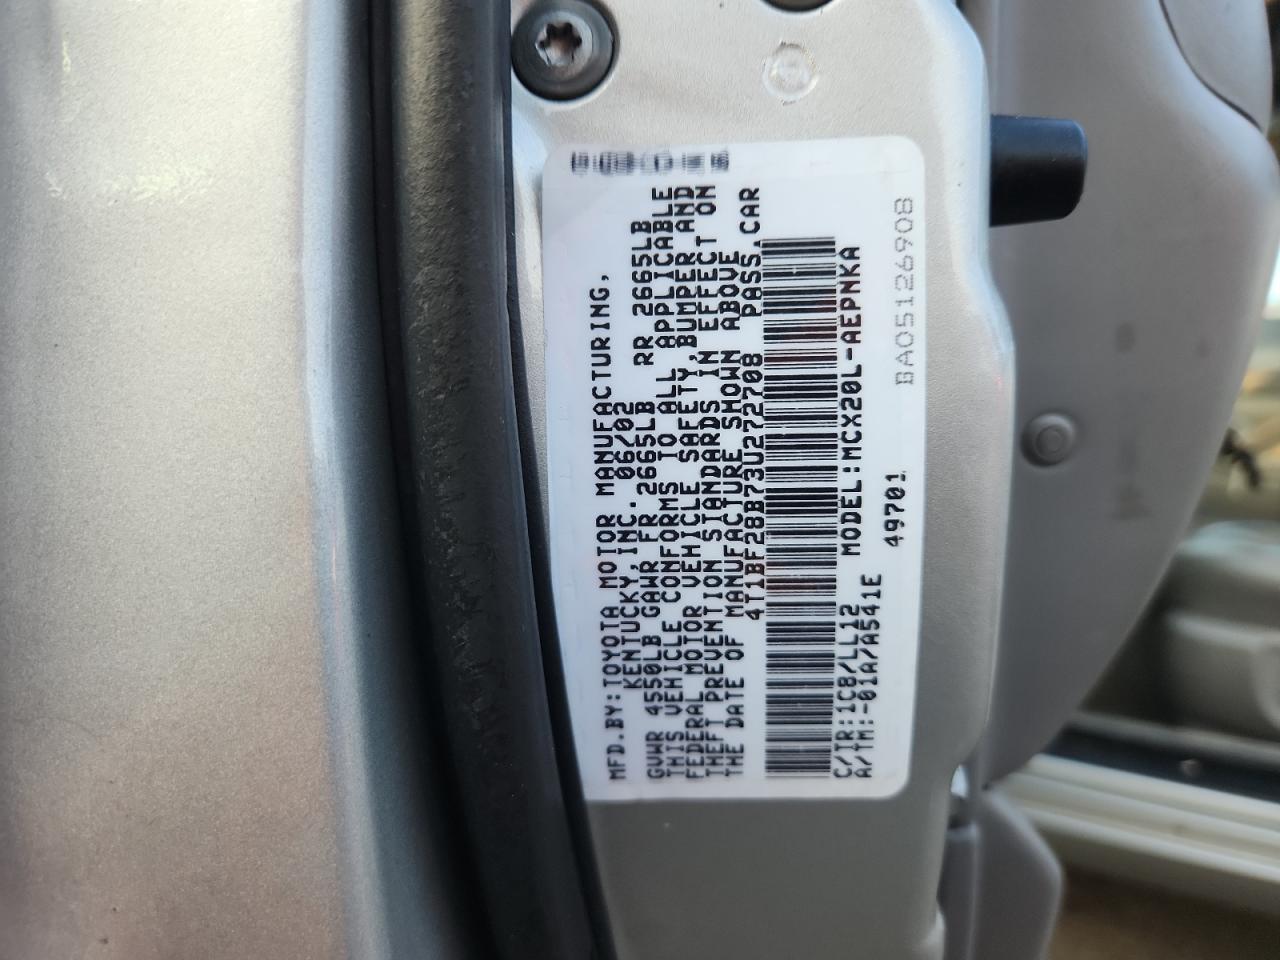 MFD.BY:TOYOTA MOTOR MANUFACTURING,
KENTUCKY,INC. 06/02
GVWR 4550LB GAWR FR 2665LB RR 2665LB
THIS VEHICLE CONFORMS TO ALL APPLICABLE
FEDERAL MOTOR VEHICLE SAFETY,BUMPER AND
THEFT PREVENTION STANDARDS IN EFFECT ON
THE DATE OF MANUFACTURE SHOWN ABOVE
4T1BF28B73U272708 PASS.CAR
C/TR:1C8/LL12 MODEL:MCX20L-AEPNKA
A/TM:-01A/A541E
49701
BA05126908